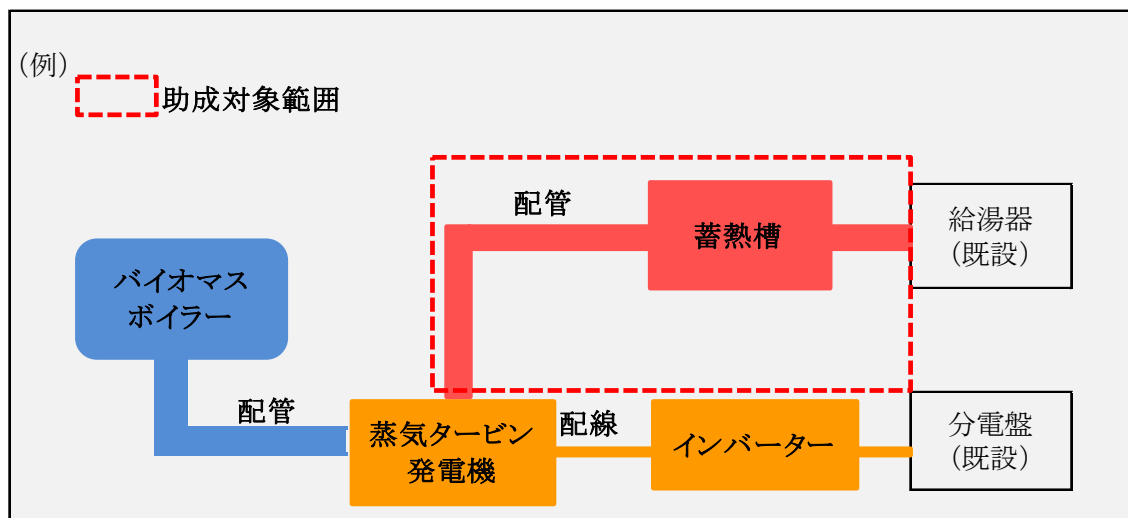 （例）
助成対象範囲
配管
蓄熱槽
給湯器
（既設）
バイオマス
ボイラー
配管
蒸気タービン
発電機
配線
インバーター
分電盤
（既設）